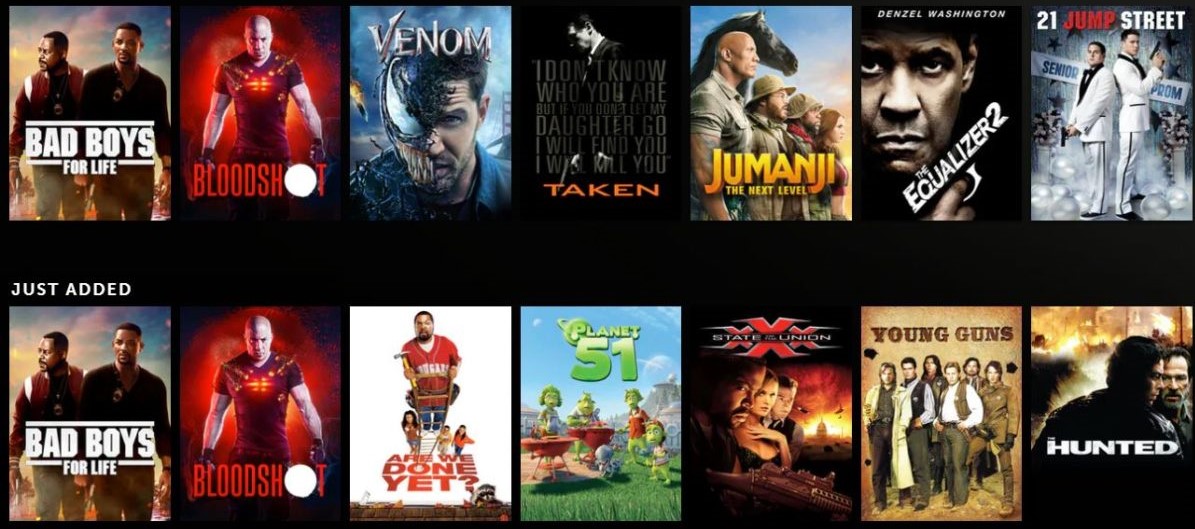 BAD BOYS
FOR LIFE
BLOODSHOT
VENOM
"I DON'T KNOW
WHO YOU ARE
BUT IF YOU DON'T LET MY
DAUGHTER GO
I WILL FIND YOU
I WILL KILL YOU"
TAKEN
JUMANJI
THE NEXT LEVEL
DENZEL WASHINGTON
THE
EQUALIZER 2
21 JUMP STREET
SENIOR
PROM
JUST ADDED
BAD BOYS
FOR LIFE
BLOODSHOT
ARE WE
DONE
YET?
PLANET
51
XXX
STATE OF THE UNION
YOUNG GUNS
THE
HUNTED